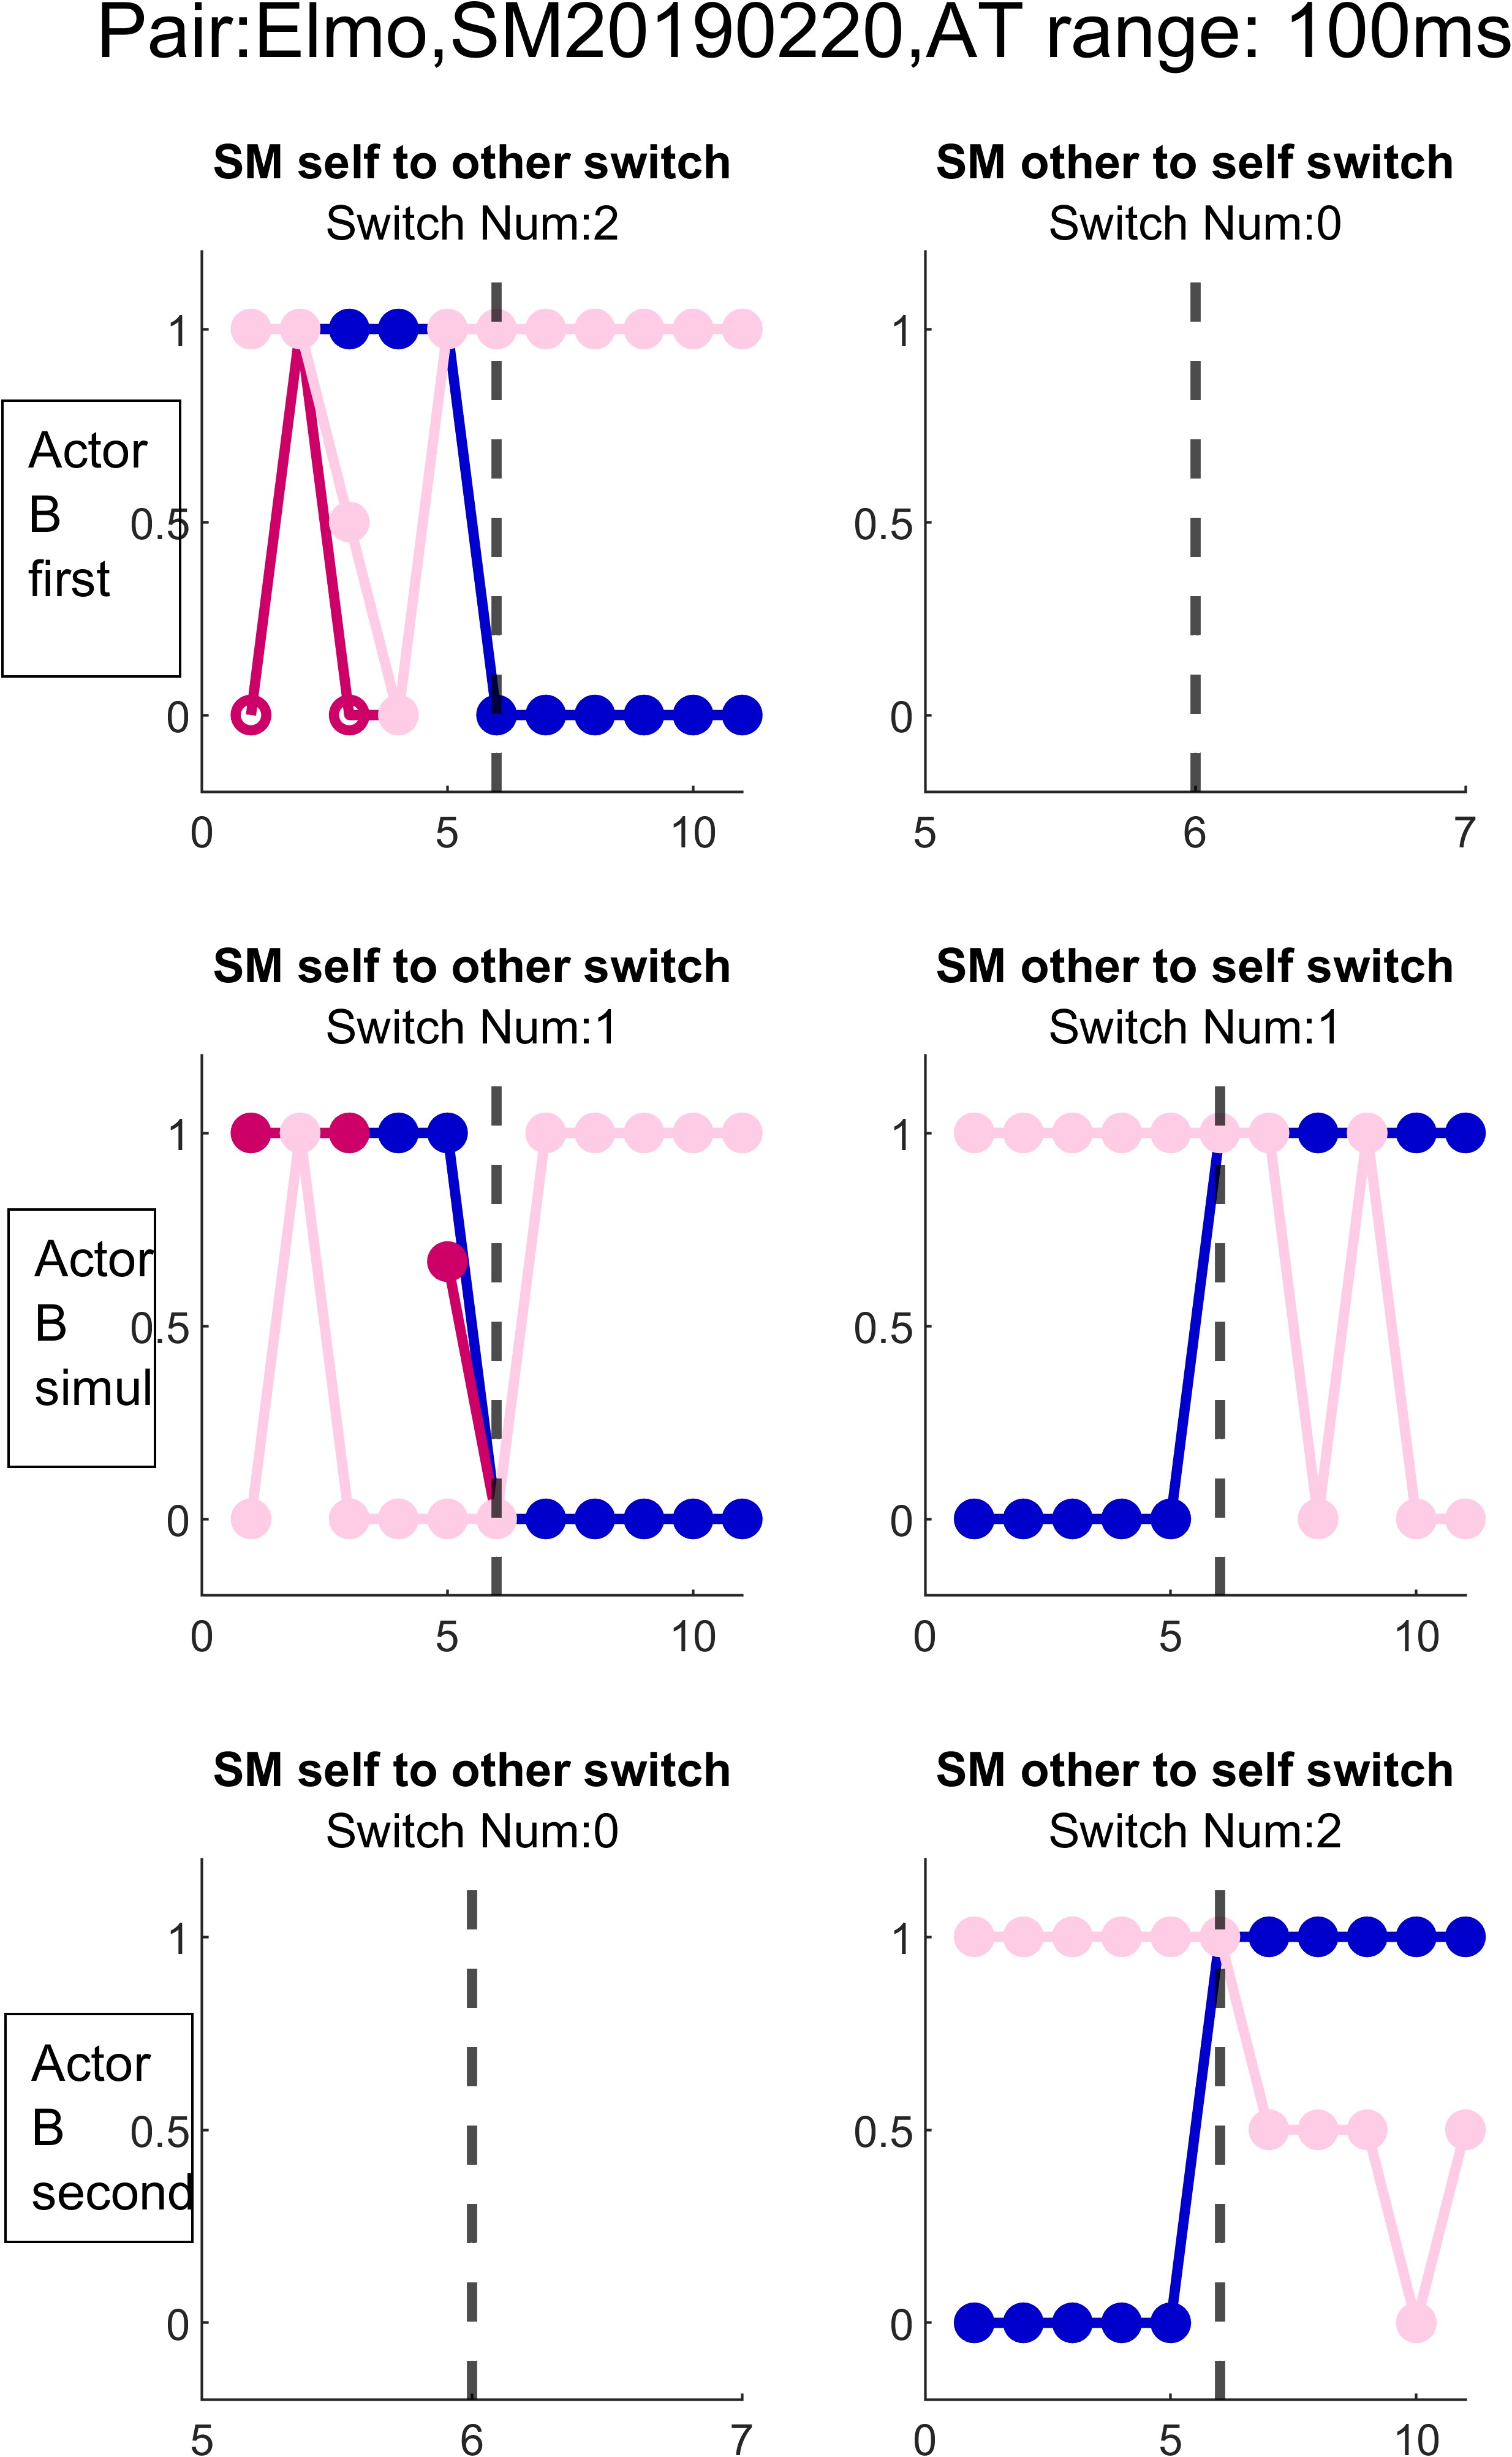 Pair:Elmo,SM20190220,AT range: 100ms
SM self to other switch
Switch Num:2
1
0.5
0
0
5
10
Actor
B
first
SM other to self switch
Switch Num:0
1
0.5
0
5
6
7
SM self to other switch
Switch Num:1
1
0.5
0
0
5
10
Actor
B
simul
SM other to self switch
Switch Num:1
1
0.5
0
0
5
10
SM self to other switch
Switch Num:0
1
0.5
0
5
6
7
Actor
B
second
SM other to self switch
Switch Num:2
1
0.5
0
0
5
10